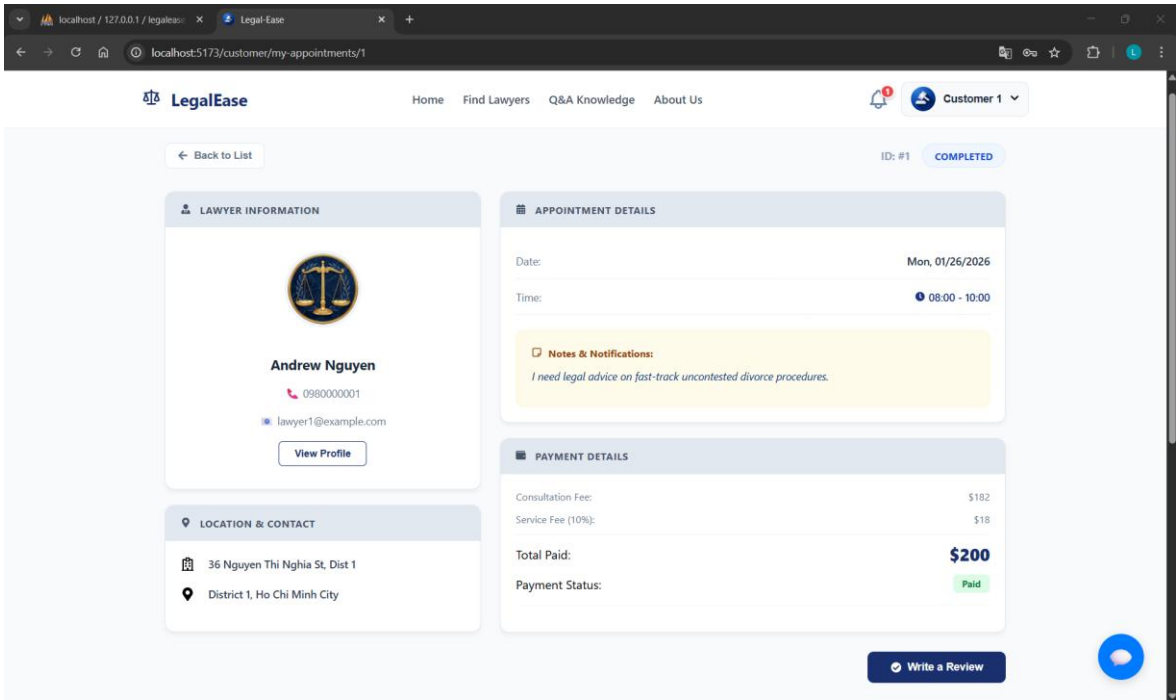 localhost / 127.0.0.1 / legalease
Legal-Ease
localhost:5173/customer/my-appointments/1
L
LegalEase
Home Find Lawyers Q&A Knowledge About Us
1
Customer 1
Back to List
ID: #1 COMPLETED
LAWYER INFORMATION
Andrew Nguyen
0980000001
lawyer1@example.com
View Profile
LOCATION & CONTACT
36 Nguyen Thi Nghia St, Dist 1
District 1, Ho Chi Minh City
APPOINTMENT DETAILS
Date: Mon, 01/26/2026
Time: 08:00 - 10:00
Notes & Notifications:
I need legal advice on fast-track uncontested divorce procedures.
PAYMENT DETAILS
Consultation Fee: $182
Service Fee (10%): $18
Total Paid: $200
Payment Status: Paid
Write a Review